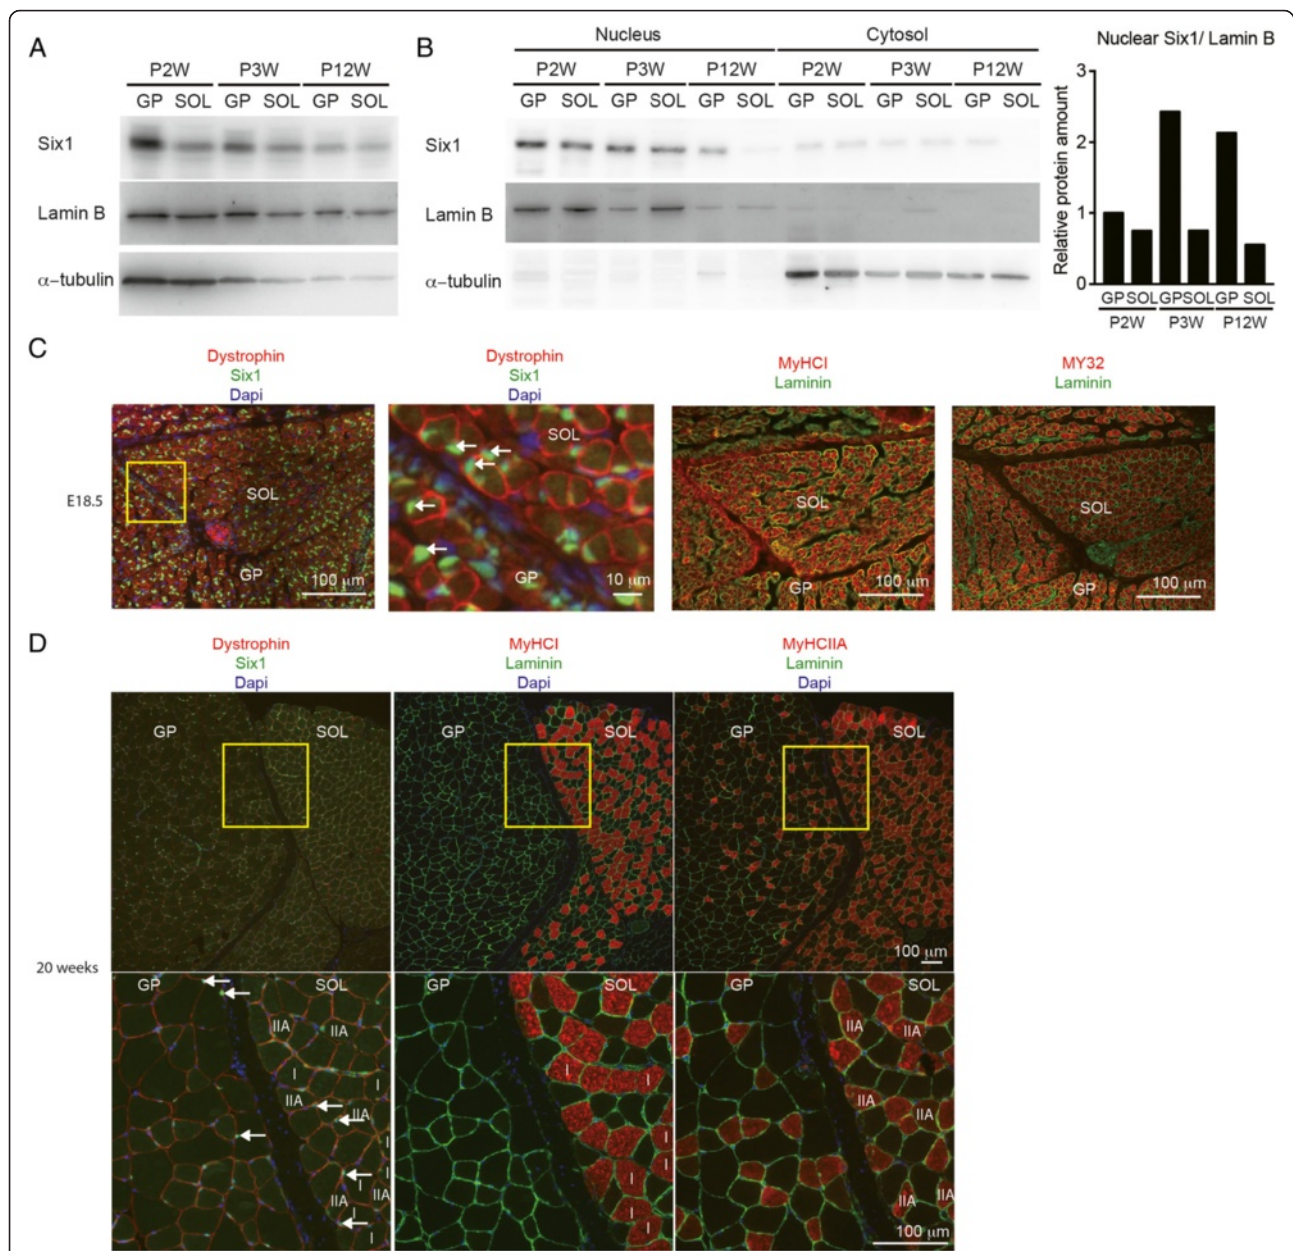 A
P2W P3W P12W
GP SOL GP SOL GP SOL
Six1
Lamin B
α−tubulin
B
Nucleus Cytosol
P2W P3W P12W P2W P3W P12W
GP SOL GP SOL GP SOL GP SOL GP SOL GP SOL
Six1
Lamin B
α−tubulin
Nuclear Six1/ Lamin B
Relative protein amount
3
2
1
0
GP SOL GP SOL GP SOL
P2W P3W P12W
C
Dystrophin
Six1
Dapi
Dystrophin
Six1
Dapi
MyHCI
Laminin
MY32
Laminin
E18.5
SOL
GP
100 µm
SOL
GP
10 µm
SOL
GP
100 µm
SOL
GP
100 µm
D
Dystrophin
Six1
Dapi
MyHCI
Laminin
Dapi
MyHCIIA
Laminin
Dapi
20 weeks
GP SOL
SOL
GP SOL
100 µm
GP SOL
IIA IIA
I I
IIA IIA
I
IIA I IIA
I I
GP SOL
I I
I
I
I
I I
GP SOL
IIA IIA
IIA
IIA IIA
100 µm